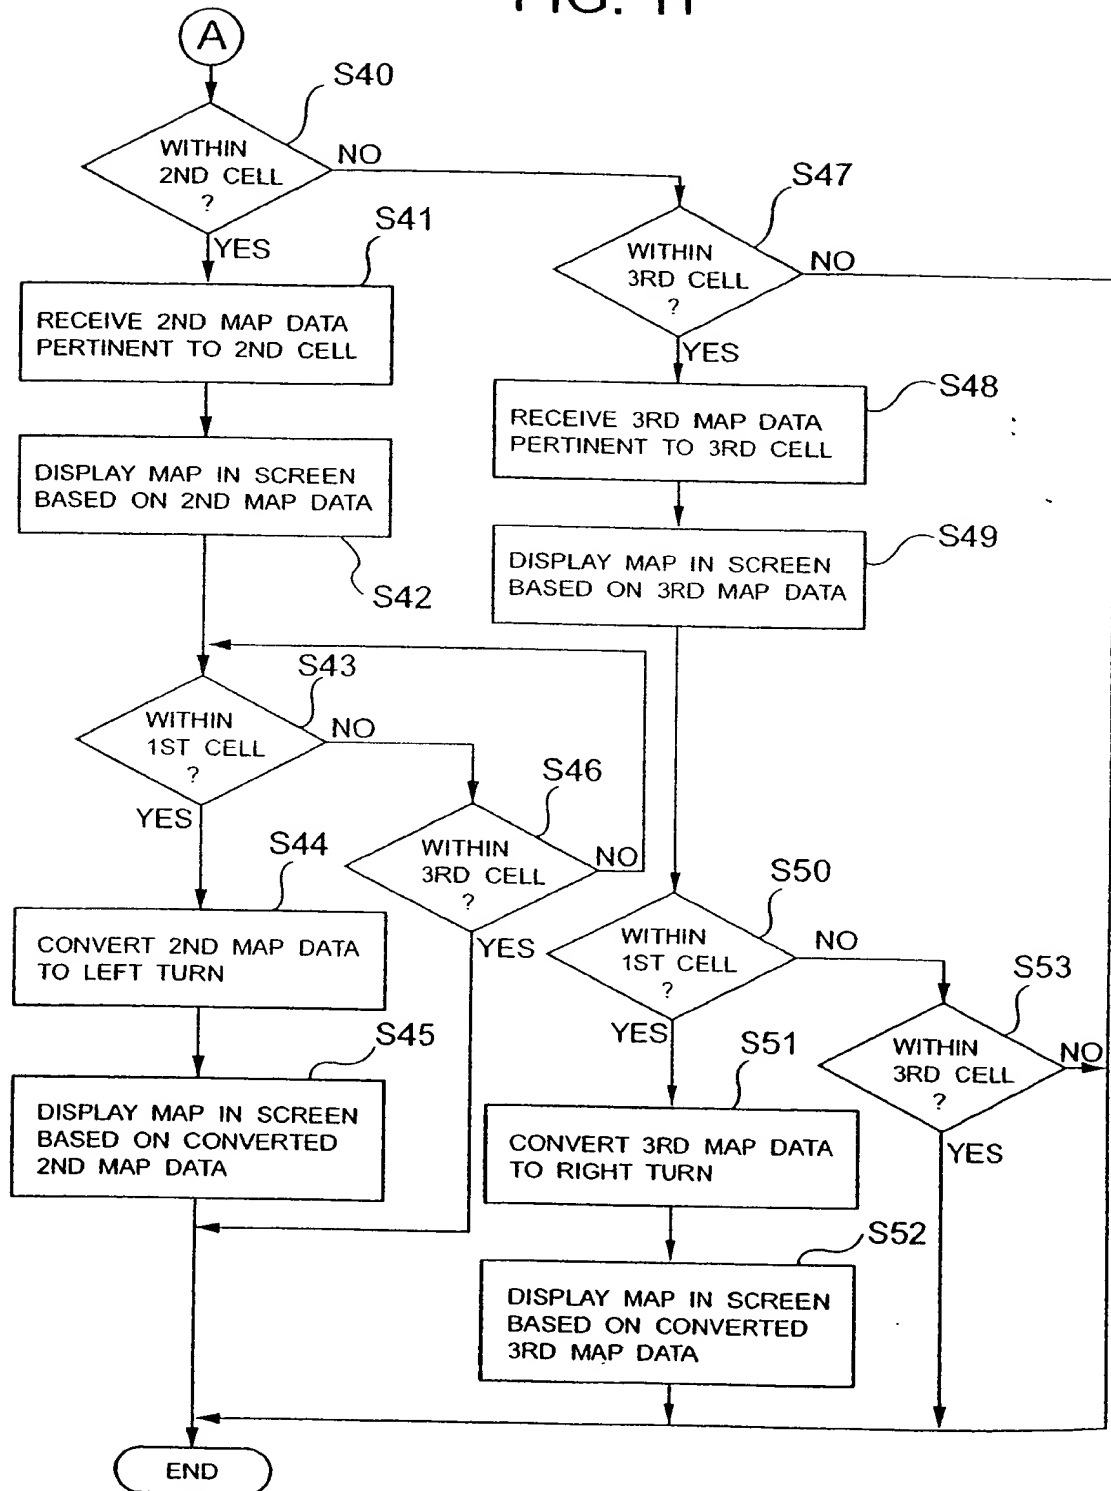 FIG. 11
A
S40
WITHIN
2ND CELL
?
NO
YES
S41
RECEIVE 2ND MAP DATA
PERTINENT TO 2ND CELL
DISPLAY MAP IN SCREEN
BASED ON 2ND MAP DATA
S42
S43
WITHIN
1ST CELL
?
NO
YES
S44
CONVERT 2ND MAP DATA
TO LEFT TURN
S45
DISPLAY MAP IN SCREEN
BASED ON CONVERTED
2ND MAP DATA
S46
WITHIN
3RD CELL
?
NO
YES
S47
WITHIN
3RD CELL
?
NO
YES
S48
RECEIVE 3RD MAP DATA
PERTINENT TO 3RD CELL
S49
DISPLAY MAP IN SCREEN
BASED ON 3RD MAP DATA
S50
WITHIN
1ST CELL
?
NO
YES
S51
CONVERT 3RD MAP DATA
TO RIGHT TURN
S52
DISPLAY MAP IN SCREEN
BASED ON CONVERTED
3RD MAP DATA
S53
WITHIN
3RD CELL
?
NO
YES
END